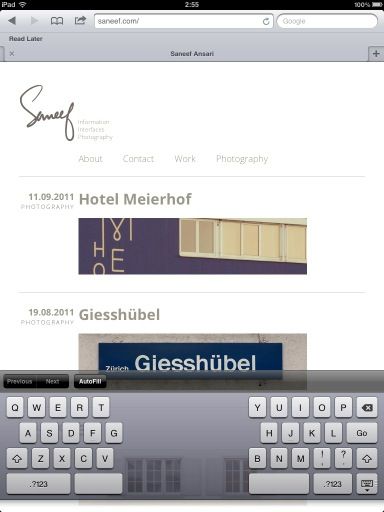 iPad
2:55
100%
saneef.com/
Google
Read Later
Saneef Ansari
Saneef
Information
Interfaces
Photography
About Contact Work Photography
11.09.2011 Hotel Meierhof
PHOTOGRAPHY
M
H
O E
19.08.2011 Giesshübel
PHOTOGRAPHY
Zürich Giesshübel
Previous Next AutoFill
Q W E R T Y U I O P
A S D F G H J K L Go
Z X C V B N M ! , ? .
.?123 .?123